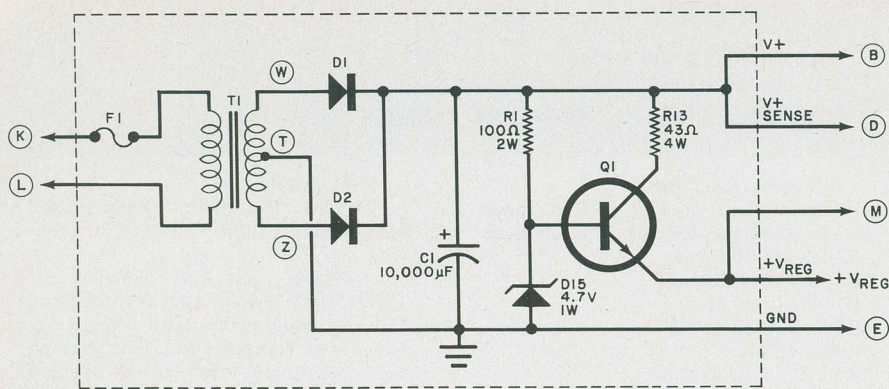 W
D1
V+
B
F1
T1
K
R1
100Ω
2W
R13
43Ω
4W
V+
SENSE
D
T
Q1
L
D2
M
Z
+
C1
10,000µF
D15
4.7V
1W
+VREG
+VREG
GND
E